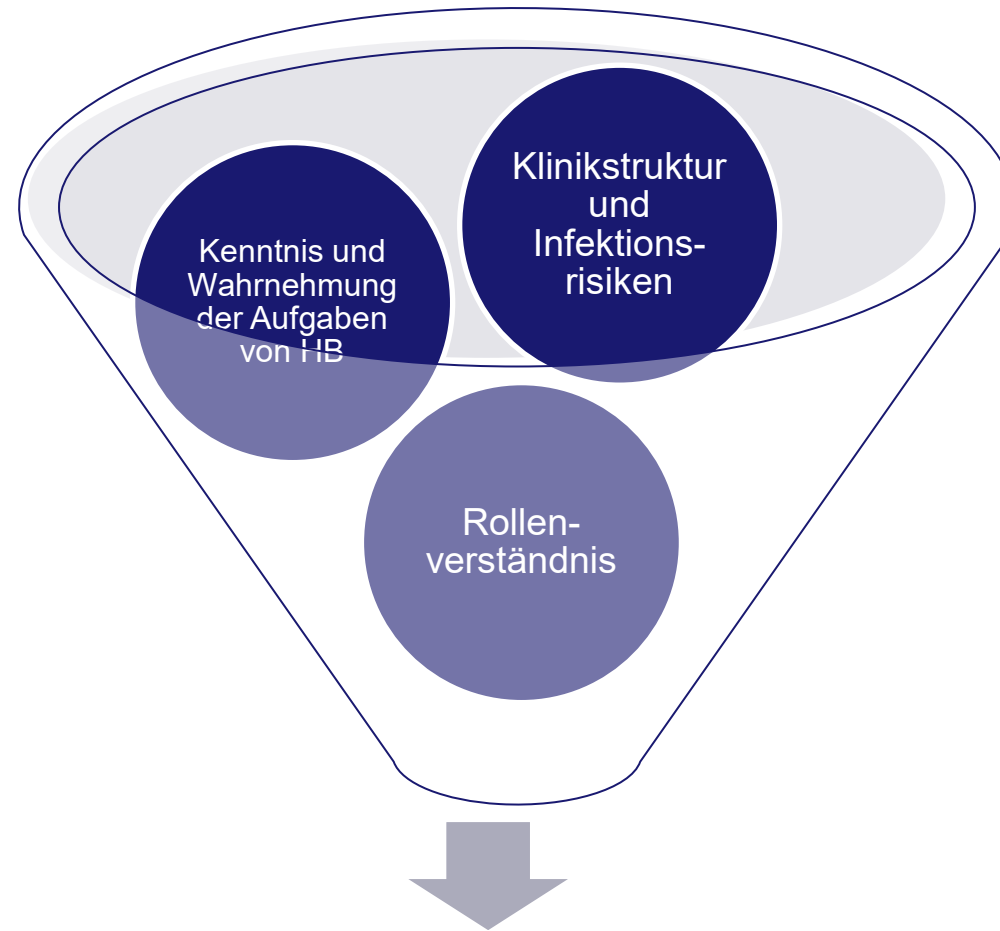 Klinikstruktur
und
Infektions-
risiken
Kenntnis und
Wahrnehmung
der Aufgaben
von HB
Rollen-
verständnis